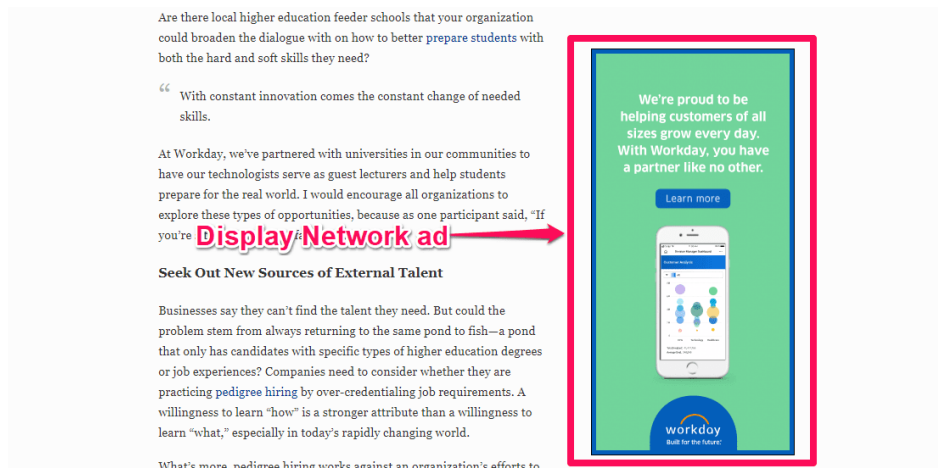 Are there local higher education feeder schools that your organization
could broaden the dialogue with on how to better prepare students with
both the hard and soft skills they need?
“ With constant innovation comes the constant change of needed
skills.
At Workday, we’ve partnered with universities in our communities to
have our technologists serve as guest lecturers and help students
prepare for the real world. I would encourage all organizations to
explore these types of opportunities, because as one participant said, “If
you’re
Display Network ad
Seek Out New Sources of External Talent
Businesses say they can’t find the talent they need. But could the
problem stem from always returning to the same pond to fish—a pond
that only has candidates with specific types of higher education degrees
or job experiences? Companies need to consider whether they are
practicing pedigree hiring by over-credentialing job requirements. A
willingness to learn “how” is a stronger attribute than a willingness to
learn “what,” especially in today’s rapidly changing world.
What’s more, pedigree hiring works against an organization’s efforts to
We’re proud to be
helping customers of all
sizes grow every day.
With Workday, you have
a partner like no other.
Learn more
workday
Built for the future.